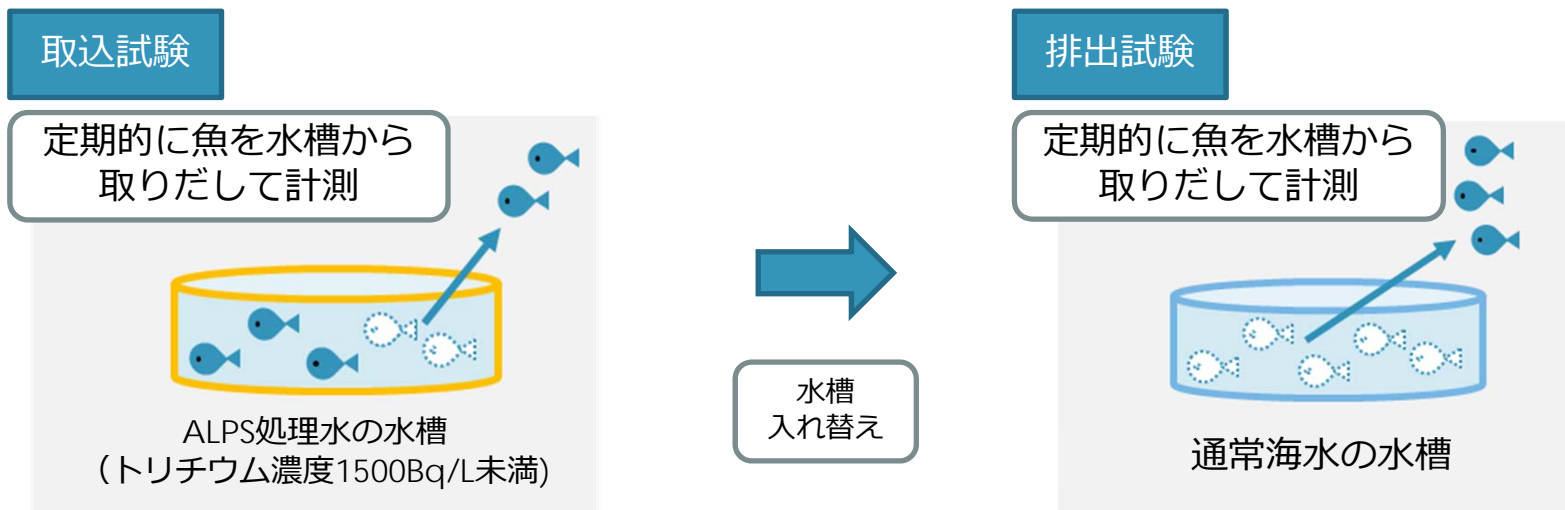 取込試験
定期的に魚を水槽から
取りだして計測
ALPS処理水の水槽
（トリチウム濃度1500Bq/L未満)
水槽
入れ替え
排出試験
定期的に魚を水槽から
取りだして計測
通常海水の水槽